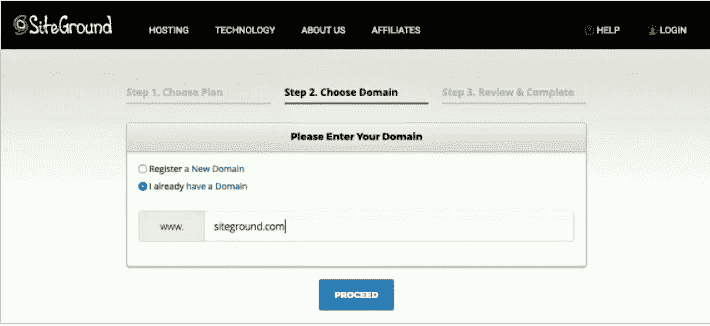 SiteGround HOSTING TECHNOLOGY ABOUT US AFFILIATES HELP LOGIN
Step 1. Choose Plan Step 2. Choose Domain Step 3. Review & Complete
Please Enter Your Domain
Register a New Domain
I already have a Domain
www. siteground.com
PROCEED